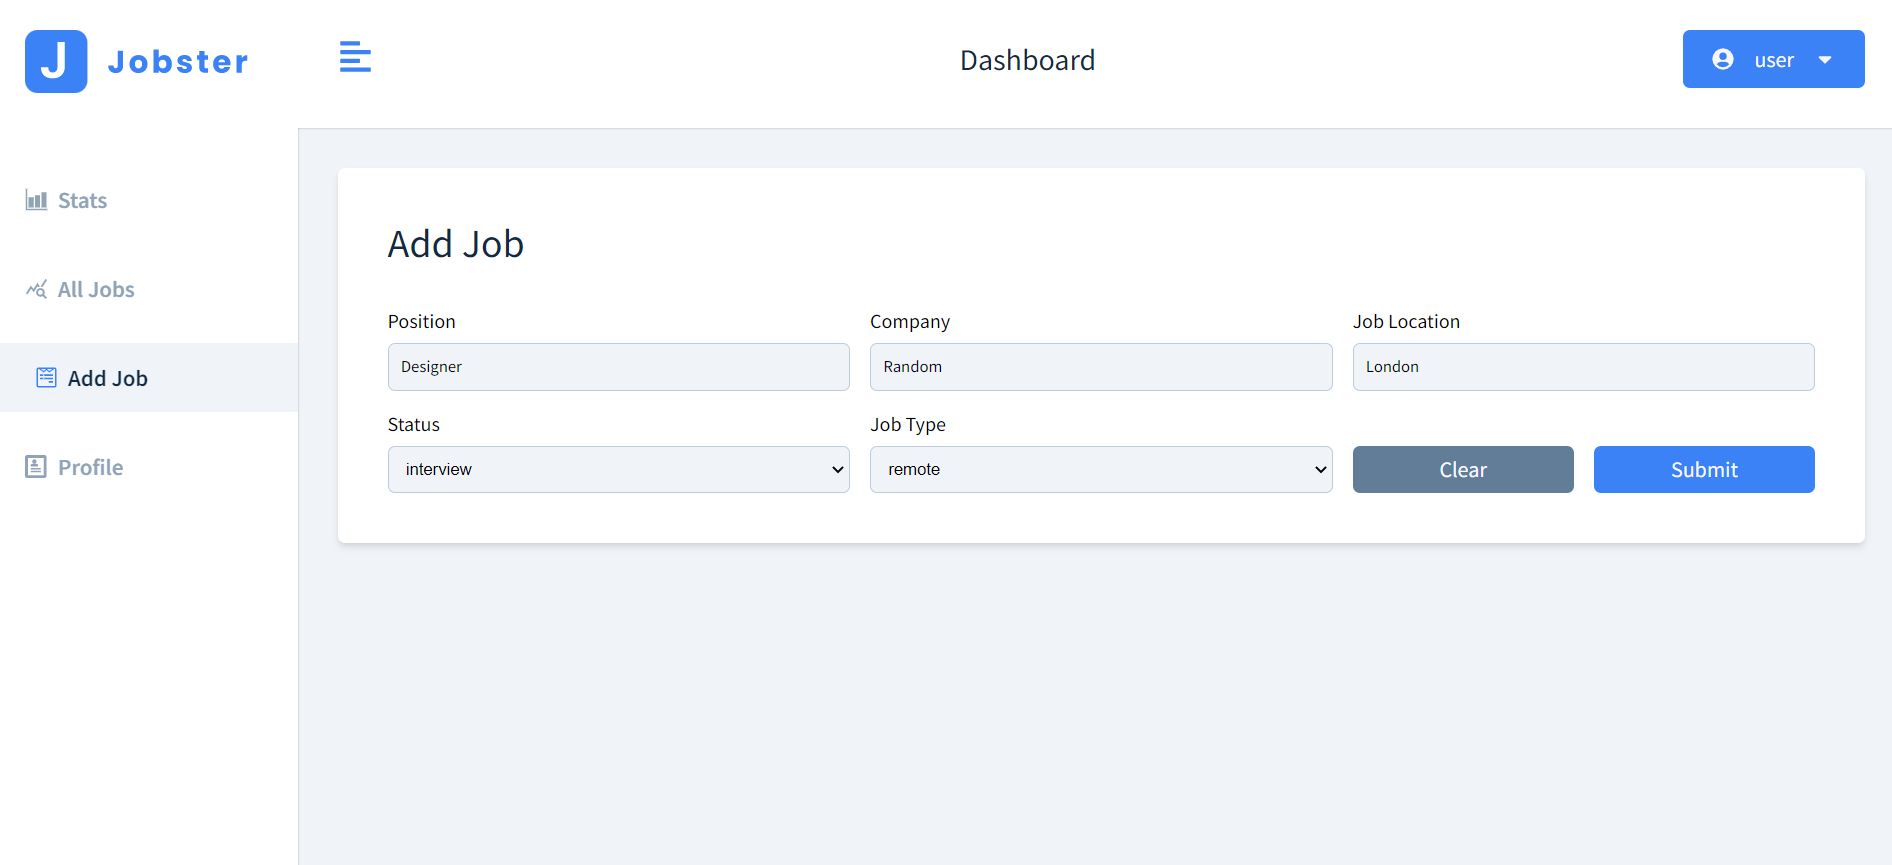 J Jobster
Dashboard
user
Stats
All Jobs
Add Job
Profile
Add Job
Position
Company
Job Location
Designer
Random
London
Status
Job Type
interview
remote
Clear
Submit